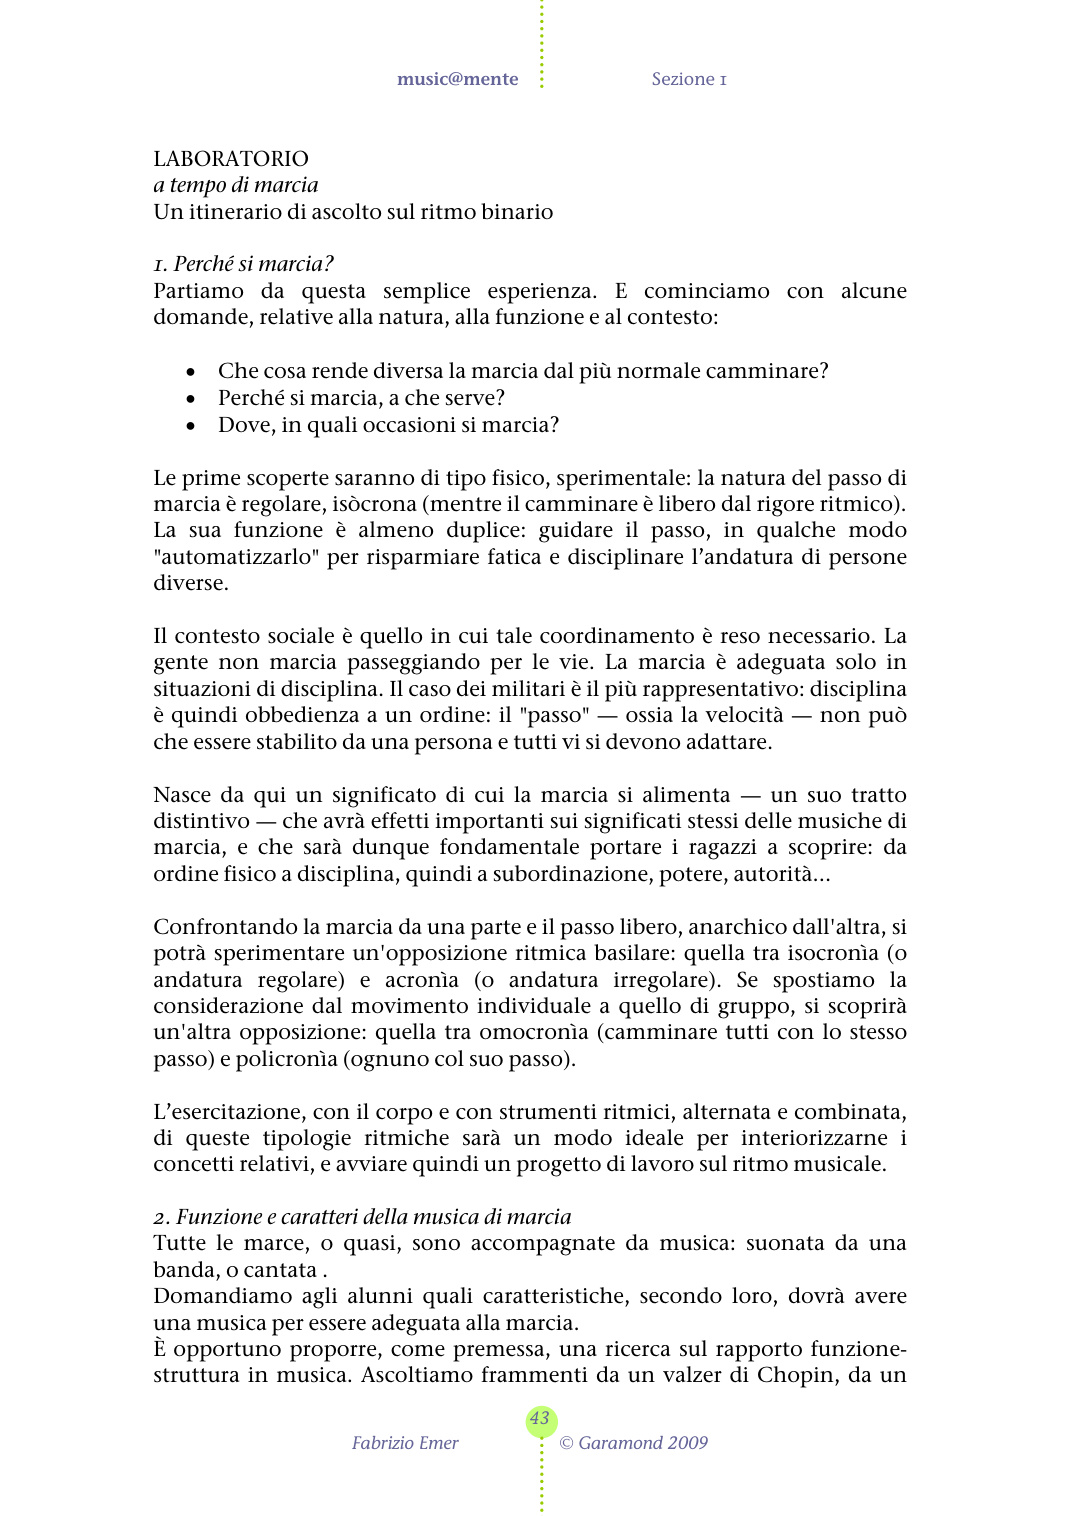 music@mente
Sezione 1
LABORATORIO
a tempo di marcia
Un itinerario di ascolto sul ritmo binario
1. Perché si marcia?
Partiamo da questa semplice esperienza. E cominciamo con alcune
domande, relative alla natura, alla funzione e al contesto:
• Che cosa rende diversa la marcia dal più normale camminare?
• Perché si marcia, a che serve?
• Dove, in quali occasioni si marcia?
Le prime scoperte saranno di tipo fisico, sperimentale: la natura del passo di
marcia è regolare, isòcrona (mentre il camminare è libero dal rigore ritmico).
La sua funzione è almeno duplice: guidare il passo, in qualche modo
"automatizzarlo" per risparmiare fatica e disciplinare l’andatura di persone
diverse.
Il contesto sociale è quello in cui tale coordinamento è reso necessario. La
gente non marcia passeggiando per le vie. La marcia è adeguata solo in
situazioni di disciplina. Il caso dei militari è il più rappresentativo: disciplina
è quindi obbedienza a un ordine: il "passo" — ossia la velocità — non può
che essere stabilito da una persona e tutti vi si devono adattare.
Nasce da qui un significato di cui la marcia si alimenta — un suo tratto
distintivo — che avrà effetti importanti sui significati stessi delle musiche di
marcia, e che sarà dunque fondamentale portare i ragazzi a scoprire: da
ordine fisico a disciplina, quindi a subordinazione, potere, autorità...
Confrontando la marcia da una parte e il passo libero, anarchico dall'altra, si
potrà sperimentare un'opposizione ritmica basilare: quella tra isocronìa (o
andatura regolare) e acronìa (o andatura irregolare). Se spostiamo la
considerazione dal movimento individuale a quello di gruppo, si scoprirà
un'altra opposizione: quella tra omocronìa (camminare tutti con lo stesso
passo) e policronìa (ognuno col suo passo).
L’esercitazione, con il corpo e con strumenti ritmici, alternata e combinata,
di queste tipologie ritmiche sarà un modo ideale per interiorizzarne i
concetti relativi, e avviare quindi un progetto di lavoro sul ritmo musicale.
2. Funzione e caratteri della musica di marcia
Tutte le marce, o quasi, sono accompagnate da musica: suonata da una
banda, o cantata .
Domandiamo agli alunni quali caratteristiche, secondo loro, dovrà avere
una musica per essere adeguata alla marcia.
È opportuno proporre, come premessa, una ricerca sul rapporto funzione-
struttura in musica. Ascoltiamo frammenti da un valzer di Chopin, da un
43
Fabrizio Emer
© Garamond 2009